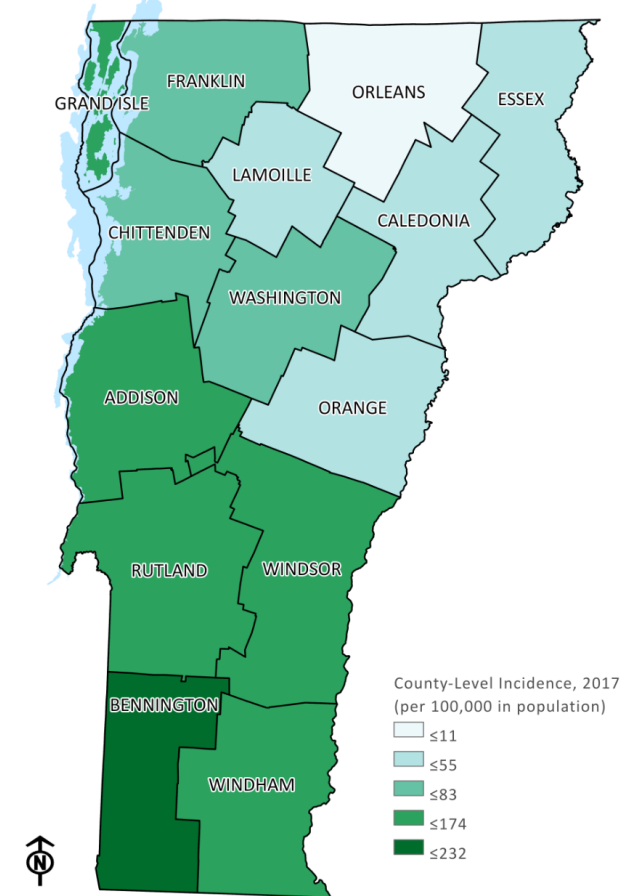 FRANKLIN
ORLEANS
ESSEX
GRAND ISLE
LAMOILLE
CALEDONIA
CHITTENDEN
WASHINGTON
ADDISON
ORANGE
RUTLAND
WINDSOR
BENNINGTON
WINDHAM
County-Level Incidence, 2017
(per 100,000 in population)
≤11
≤55
≤83
≤174
≤232
N